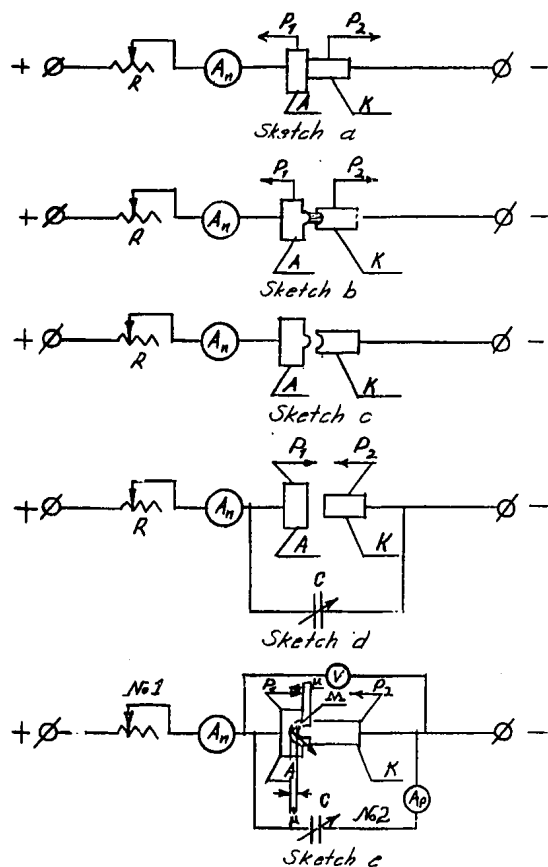 P1 P2
+ R An A K -
Sketch a
P1 P2
+ R An A K -
Sketch b
+ R An A K -
Sketch c
P1 P2
+ R An A K -
C
Sketch d
V
No1 P2
+ An A K -
C No2 Ap
Sketch e